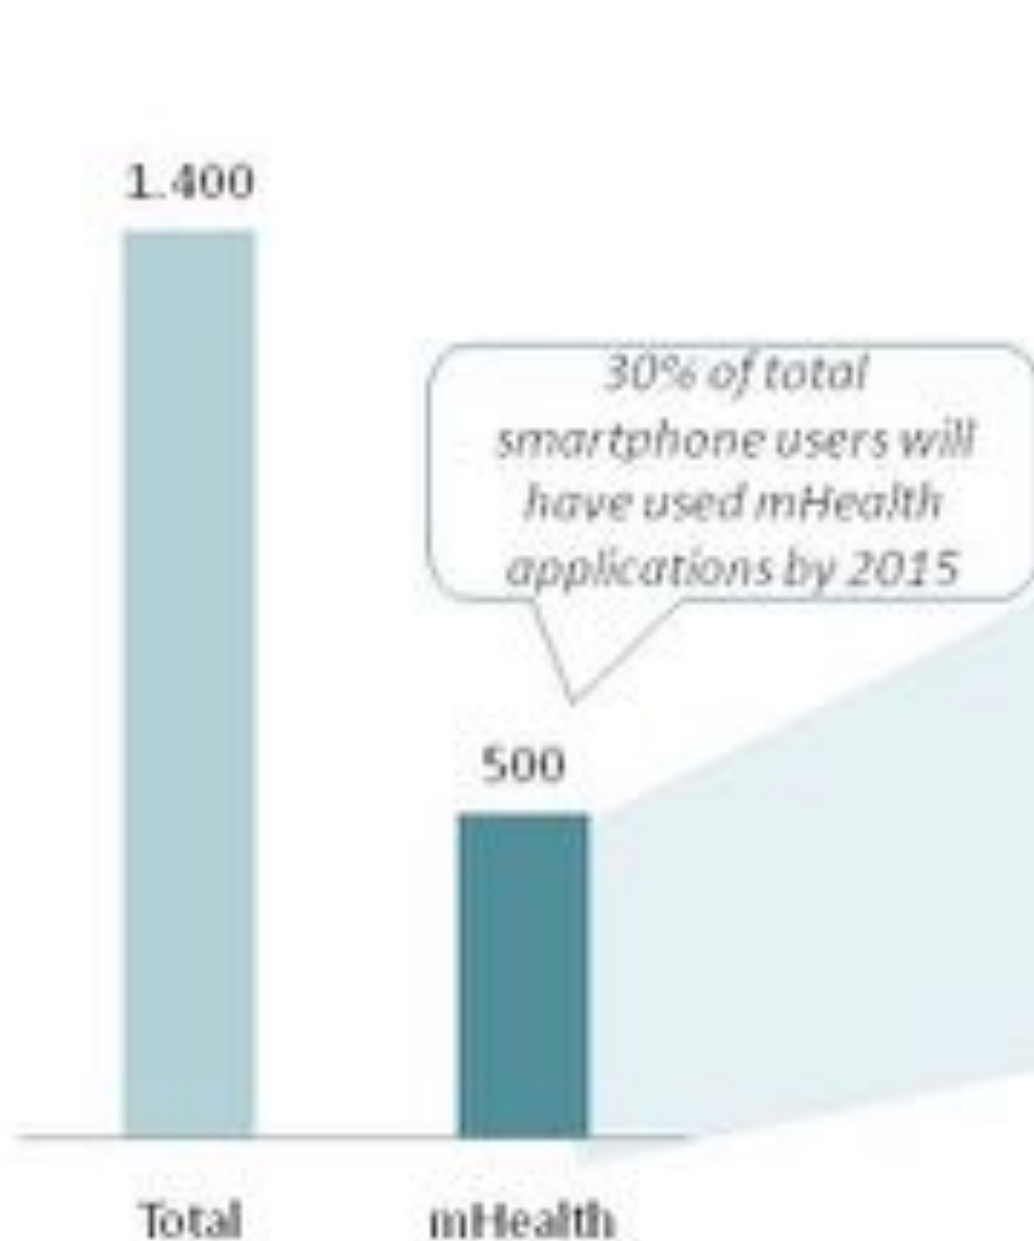 1.400
30% of total
smartphone users will
have used mHealth
applications by 2015
500
Total
mHealth